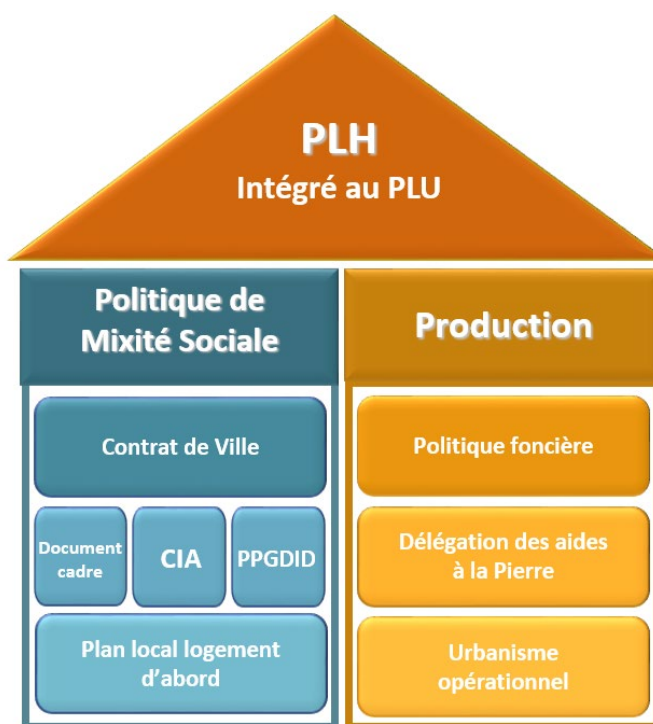 PLH
Intégré au PLU
Politique de
Mixité Sociale
Production
Contrat de Ville
Politique foncière
Document
cadre
CIA
PPGDID
Délégation des aides
à la Pierre
Plan local logement
d'abord
Urbanisme
opérationnel